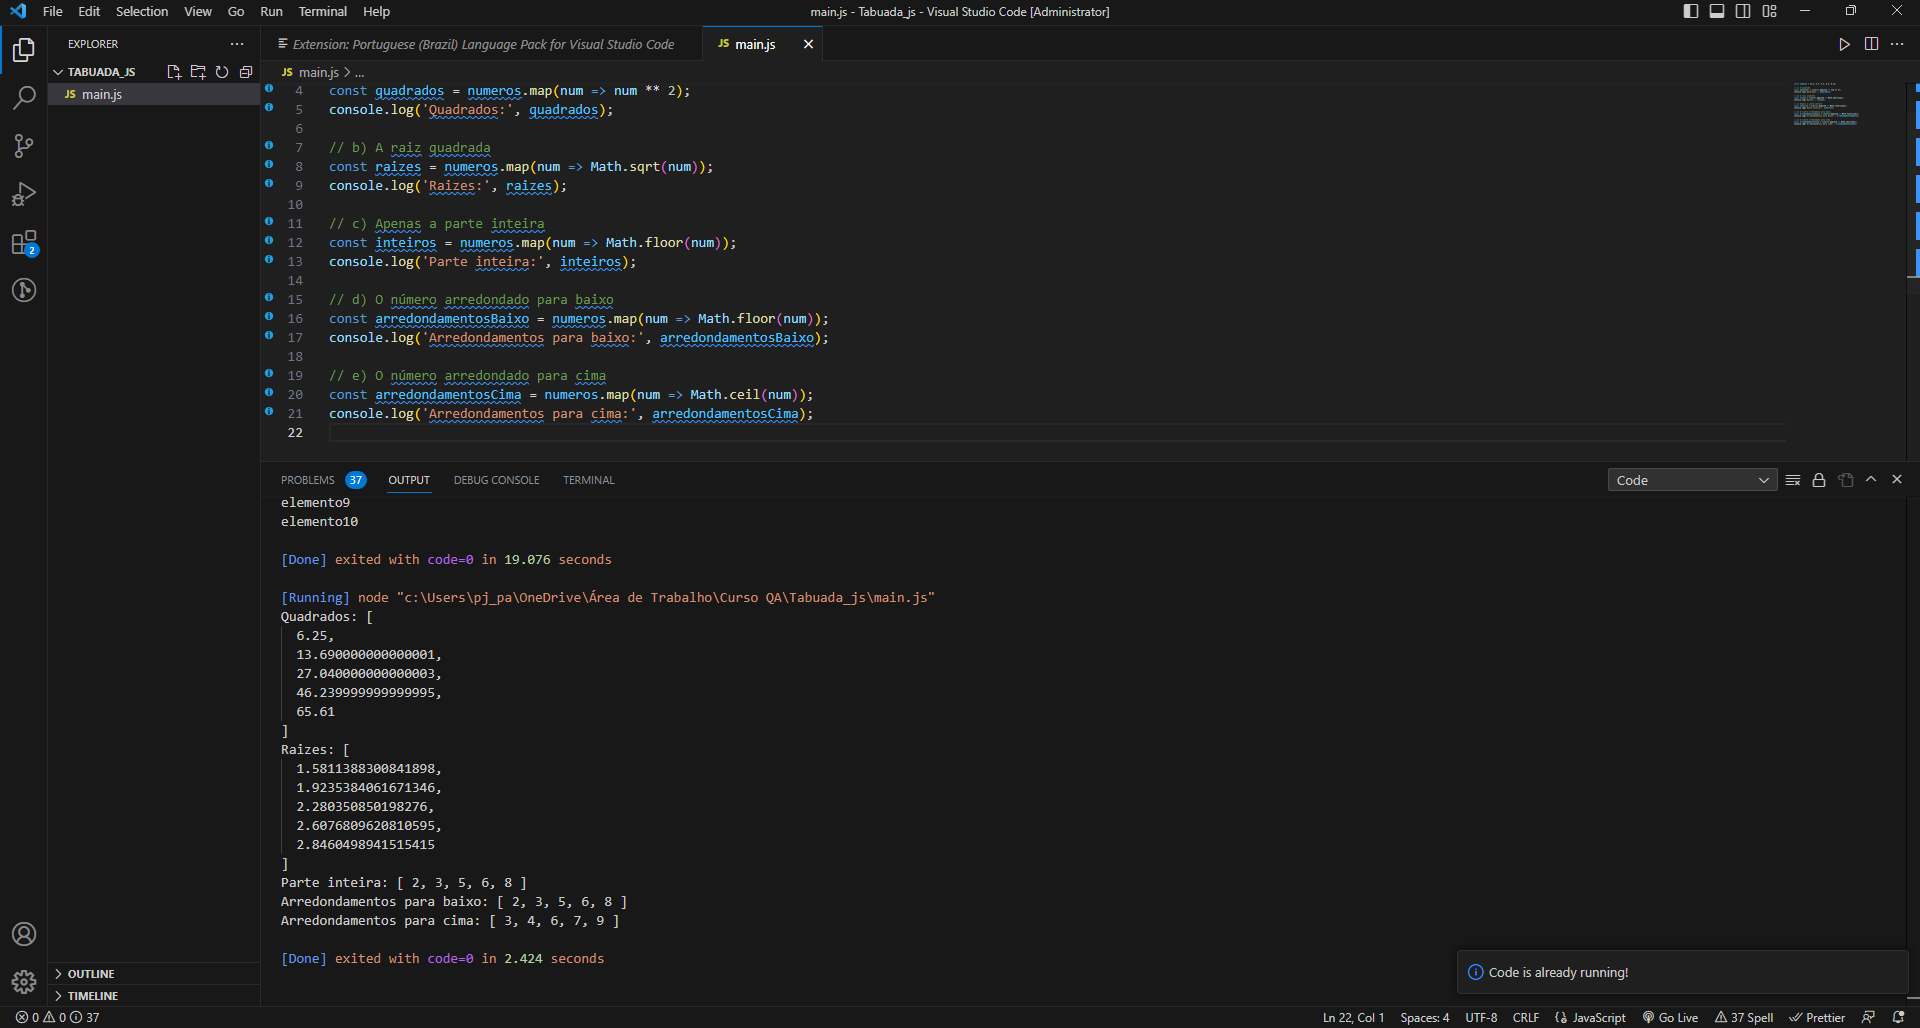 File Edit Selection View Go Run Terminal Help
main.js - Tabuada_js - Visual Studio Code [Administrator]
EXPLORER
TABUADA_JS
JS main.js
2
Extension: Portuguese (Brazil) Language Pack for Visual Studio Code
JS main.js
JS main.js > ...
4 const quadrados = numeros.map(num => num ** 2);
5 console.log('Quadrados:', quadrados);
6
7 // b) A raiz quadrada
8 const raizes = numeros.map(num => Math.sqrt(num));
9 console.log('Raizes:', raizes);
10
11 // c) Apenas a parte inteira
12 const inteiros = numeros.map(num => Math.floor(num));
13 console.log('Parte inteira:', inteiros);
14
15 // d) O número arredondado para baixo
16 const arredondamentosBaixo = numeros.map(num => Math.floor(num));
17 console.log('Arredondamentos para baixo:', arredondamentosBaixo);
18
19 // e) O número arredondado para cima
20 const arredondamentosCima = numeros.map(num => Math.ceil(num));
21 console.log('Arredondamentos para cima:', arredondamentosCima);
22
PROBLEMS 37 OUTPUT DEBUG CONSOLE TERMINAL
Code
elemento9
elemento10
[Done] exited with code=0 in 19.076 seconds
[Running] node "c:\Users\pj_pa\OneDrive\Área de Trabalho\Curso QA\Tabuada_js\main.js"
Quadrados: [
6.25,
13.690000000000001,
27.040000000000003,
46.239999999999995,
65.61
]
Raizes: [
1.5811388300841898,
1.9235384061671346,
2.280350850198276,
2.6076809620810595,
2.8460498941515415
]
Parte inteira: [ 2, 3, 5, 6, 8 ]
Arredondamentos para baixo: [ 2, 3, 5, 6, 8 ]
Arredondamentos para cima: [ 3, 4, 6, 7, 9 ]
[Done] exited with code=0 in 2.424 seconds
OUTLINE
TIMELINE
Code is already running!
0 0 37
Ln 22, Col 1 Spaces: 4 UTF-8 CRLF {} JavaScript Go Live 37 Spell Prettier